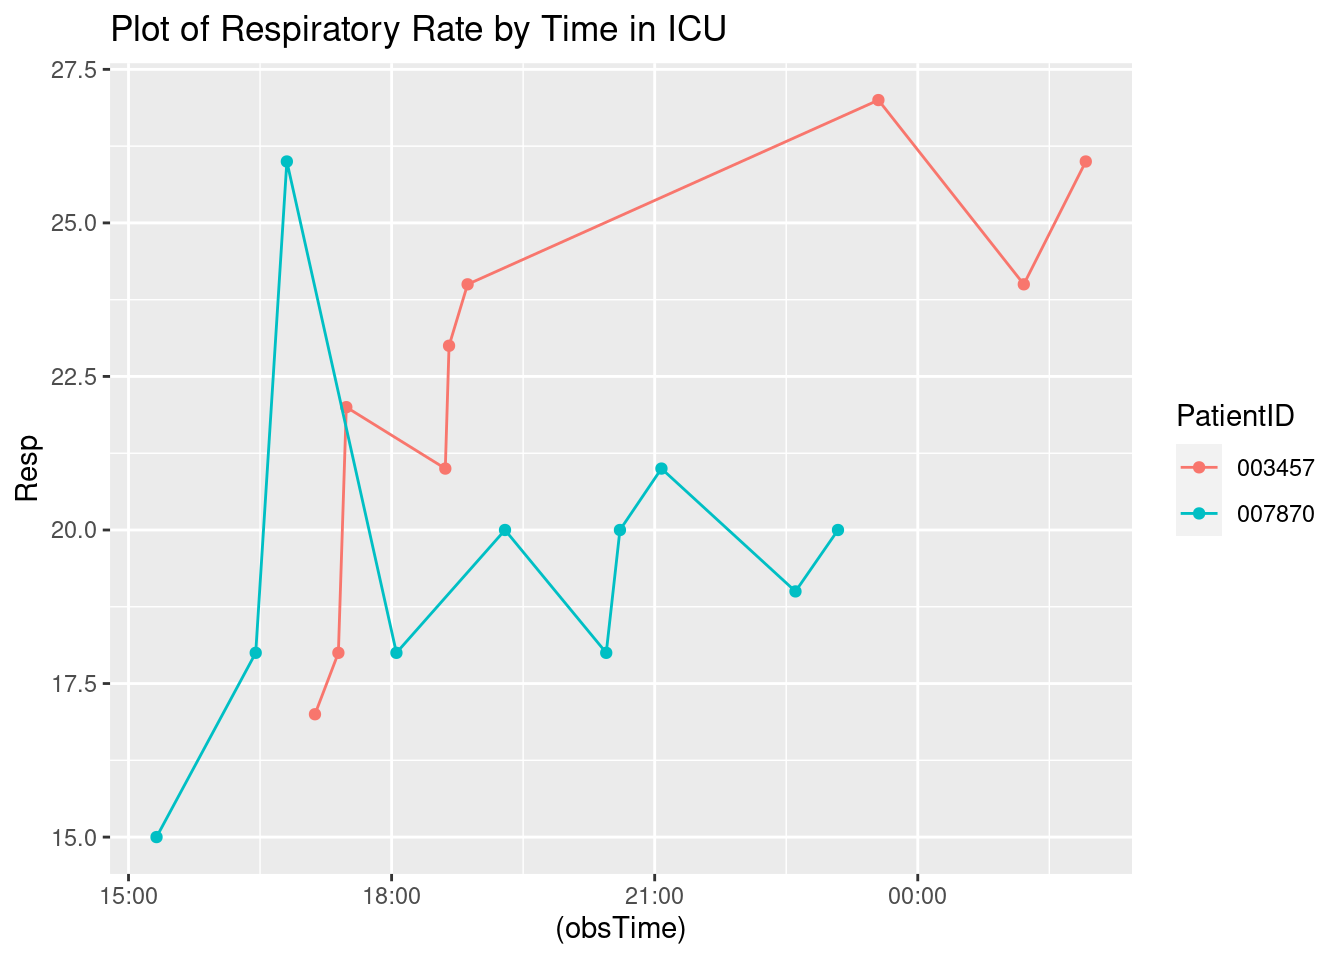 Plot of Respiratory Rate by Time in ICU
27.5
25.0
22.5
20.0
17.5
15.0
Resp
15:00 18:00 21:00 00:00
(obsTime)
PatientID
003457
007870